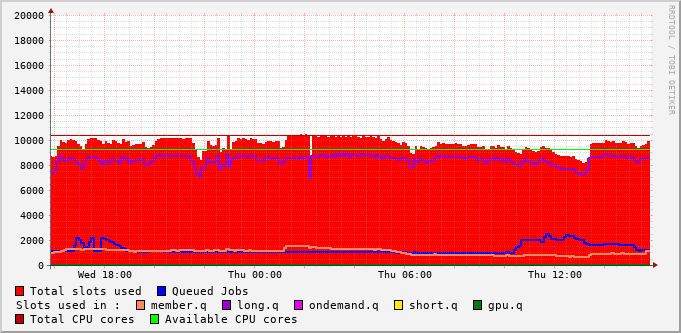 20000
18000
16000
14000
12000
10000
8000
6000
4000
2000
0
Wed 18:00 Thu 00:00 Thu 06:00 Thu 12:00
RRDTOOL / TOBI OETIKER
Total slots used Queued Jobs
Slots used in : member.q long.q ondemand.q short.q gpu.q
Total CPU cores Available CPU cores